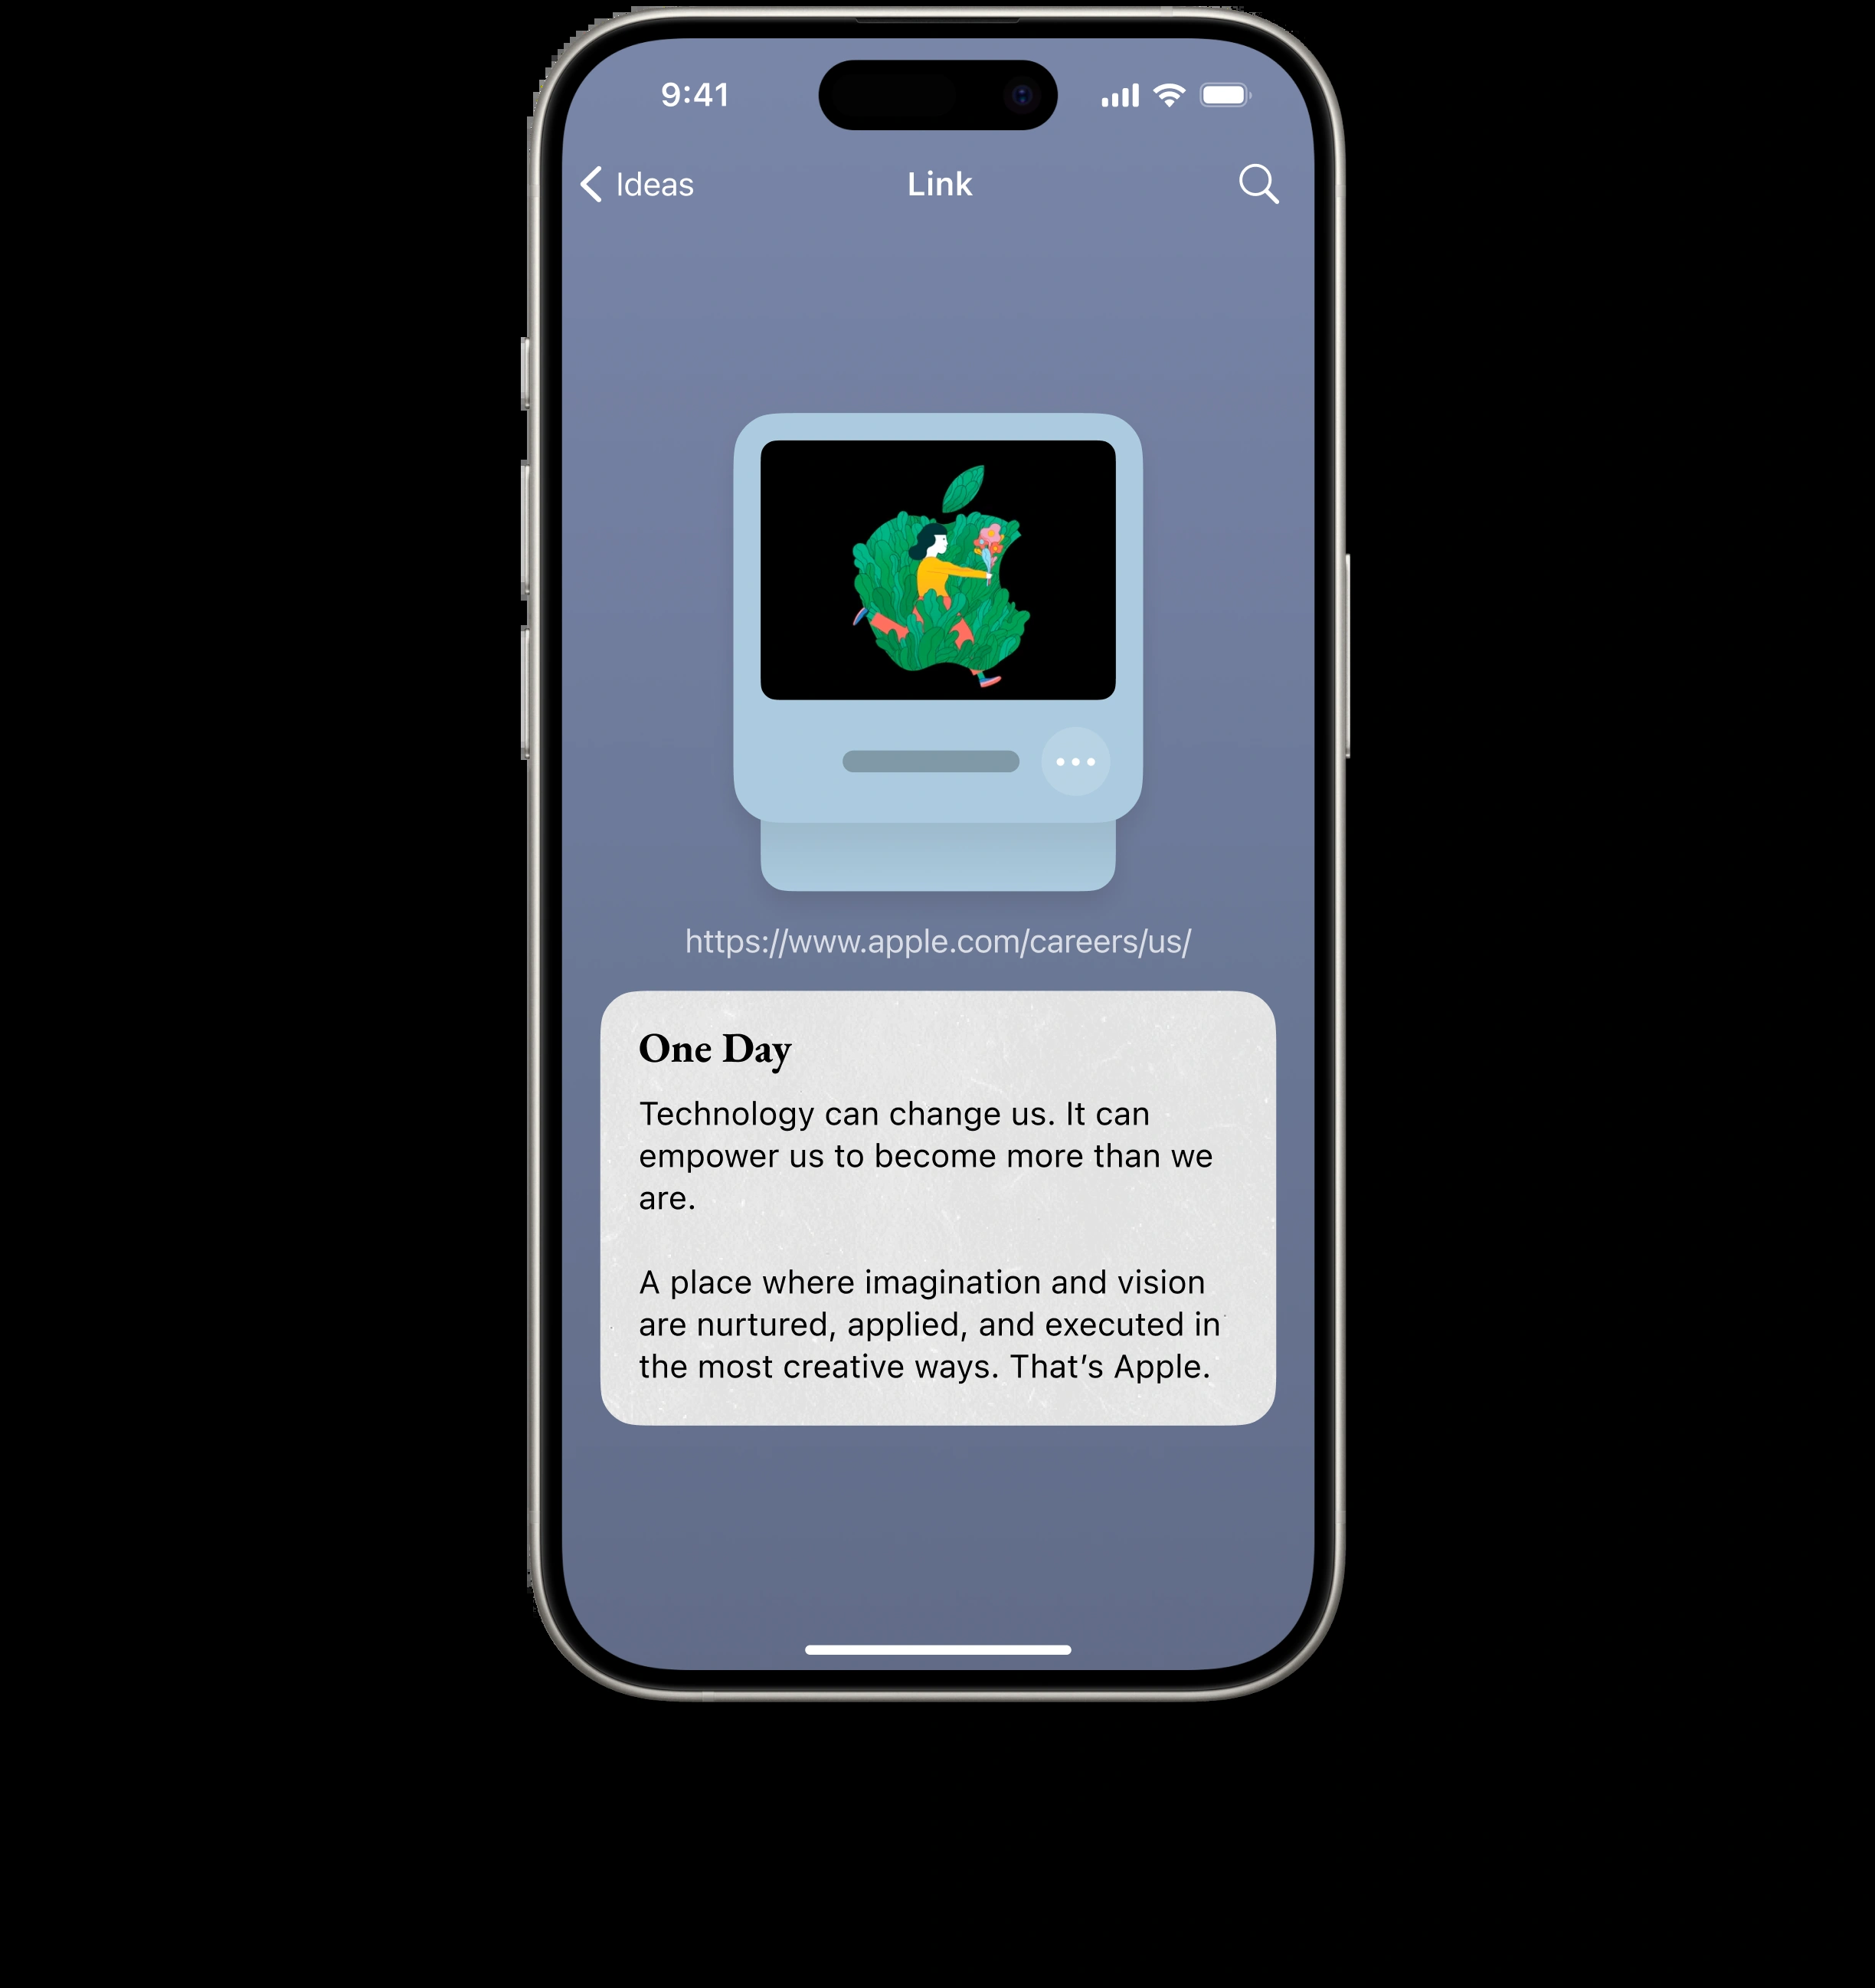 9:41
Ideas
Link
https://www.apple.com/careers/us/
One Day
Technology can change us. It can
empower us to become more than we
are.
A place where imagination and vision
are nurtured, applied, and executed in
the most creative ways. That’s Apple.